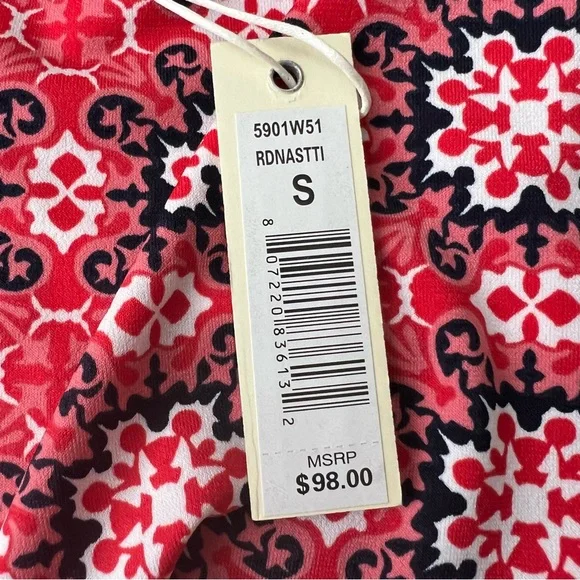 5901W51
RDNASTTI
S
8 07220 83613 2
MSRP
$98.00